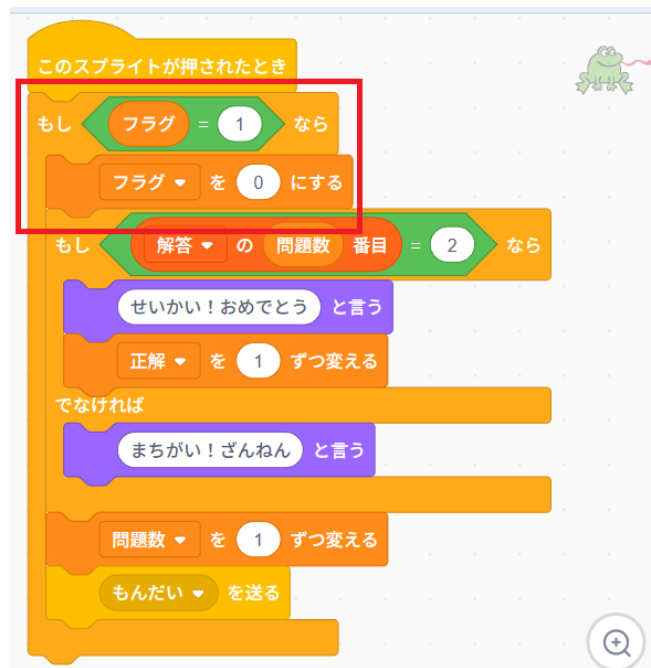 このスプライトが押されたとき
もし フラグ = 1 なら
フラグ を 0 にする
もし 解答 の 問題数 番目 = 2 なら
せいかい！おめでとう と言う
正解 を 1 ずつ変える
でなければ
まちがい！ざんねん と言う
問題数 を 1 ずつ変える
もんだい を送る